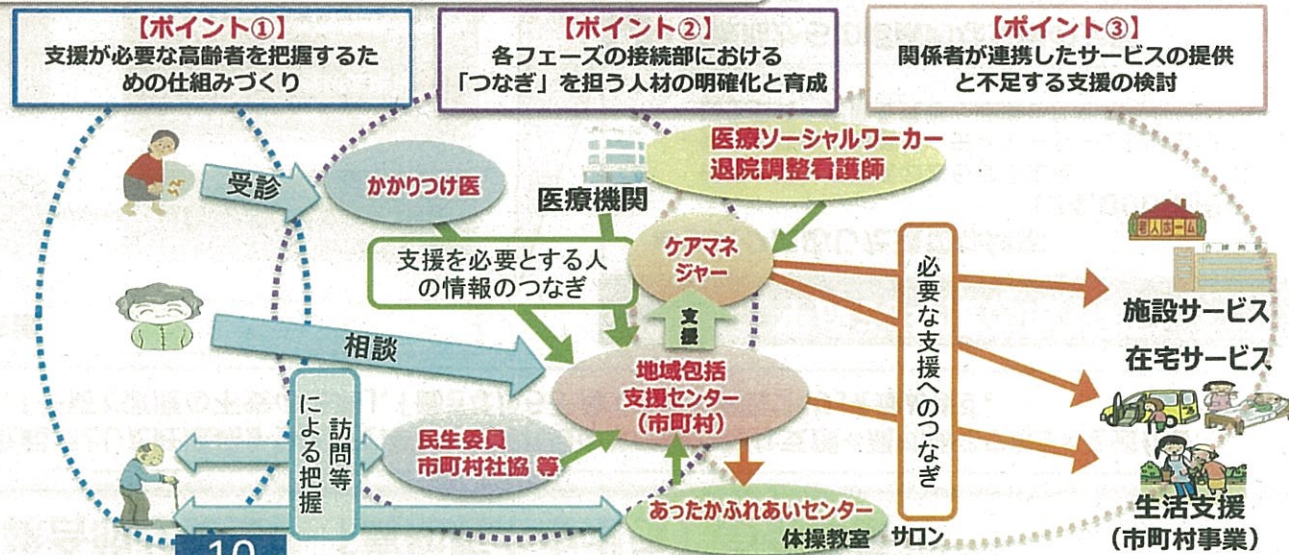 【ポイント①】
支援が必要な高齢者を把握するた
めの仕組みづくり
【ポイント②】
各フェーズの接続部における
「つなぎ」を担う人材の明確化と育成
【ポイント③】
関係者が連携したサービスの提供
と不足する支援の検討
受診
かかりつけ医
医療機関
医療ソーシャルワーカー
退院調整看護師
支援を必要とする人
の情報のつなぎ
ケアマネ
ジャー
支援
相談
地域包括
支援センター
(市町村)
訪問等
による把握
民生委員
市町村社協 等
あったかふれあいセンター
体操教室 サロン
必要な支援へのつなぎ
老人ホーム
施設サービス
在宅サービス
生活支援
(市町村事業)
10